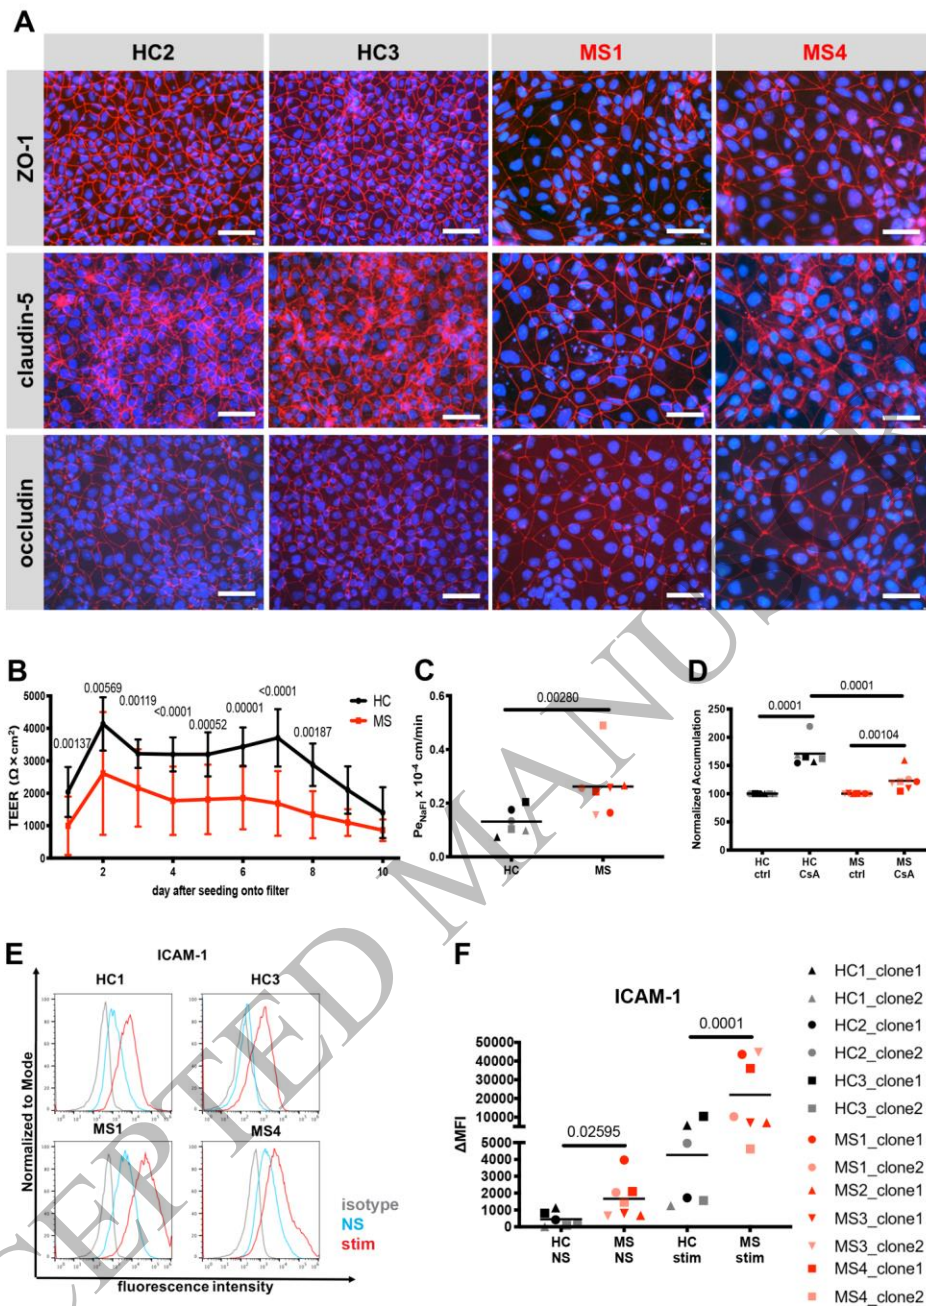 A
HC2 HC3 MS1 MS4
ZO-1
claudin-5
occludin
B
TEER (Ω × cm²)
5000
4000
3000
2000
1000
0
0.00137
0.00569
0.00119
<0.0001
0.00052
0.00001
<0.0001
0.00187
HC
MS
2 4 6 8 10
day after seeding onto filter
C
PeNaFl x 10⁻⁴ cm/min
0.6
0.4
0.2
0.0
0.00280
HC MS
D
Normalized Accumulation
250
200
150
100
50
0
0.0001
0.0001
0.00104
HC HC MS MS
ctrl CsA ctrl CsA
E
ICAM-1
HC1 HC3
MS1 MS4
Normalized to Mode
fluorescence intensity
isotype
NS
stim
F
ICAM-1
ΔMFI
50000
40000
30000
20000
10000
5000
4000
3000
2000
1000
0
0.02595
0.0001
HC MS HC MS
NS NS stim stim
HC1_clone1
HC1_clone2
HC2_clone1
HC2_clone2
HC3_clone1
HC3_clone2
MS1_clone1
MS1_clone2
MS2_clone1
MS3_clone1
MS3_clone2
MS4_clone1
MS4_clone2